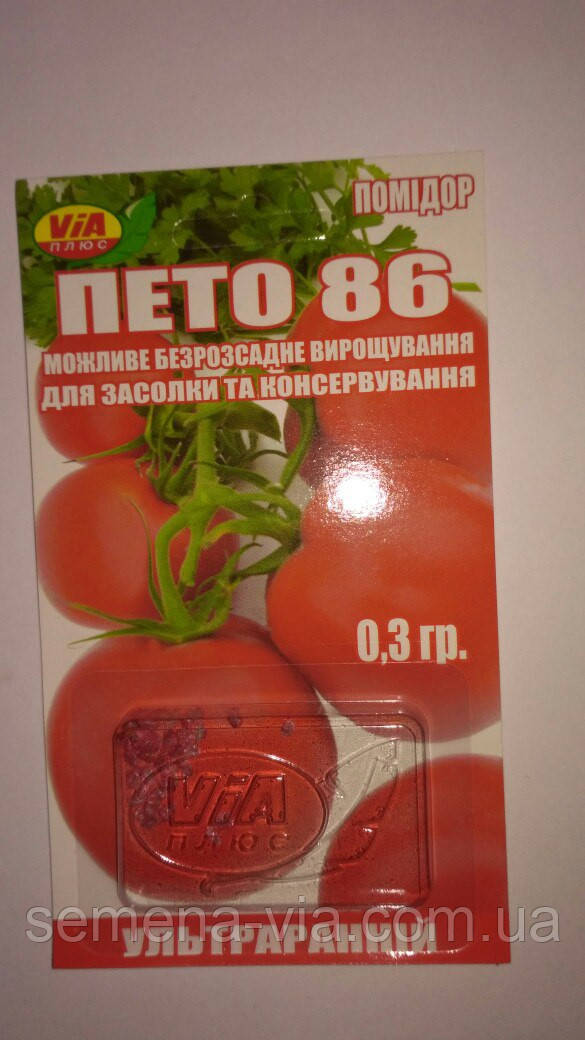 ViA
ПЛЮС
ПОМІДОР
ПЕТО 86
МОЖЛИВЕ БЕЗРОЗСАДНЕ ВИРОЩУВАННЯ
ДЛЯ ЗАСОЛКИ ТА КОНСЕРВУВАННЯ
0,3 гр.
ViA
ПЛЮС
semena-via.com.ua
УЛЬТРАРАННІЙ